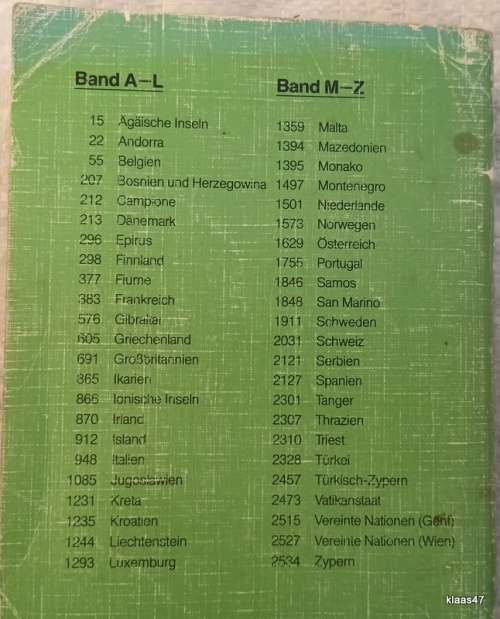 Band A–L
15 Ägäische Inseln
22 Andorra
55 Belgien
207 Bosnien und Herzegowina
212 Campione
213 Dänemark
296 Epirus
298 Finnland
377 Fiume
383 Frankreich
576 Gibraltar
605 Griechenland
691 Großbritannien
865 Ikarien
866 Ionische Inseln
870 Irland
912 Island
948 Italien
1085 Jugoslawien
1231 Kreta
1235 Kroatien
1244 Liechtenstein
1293 Luxemburg
Band M–Z
1359 Malta
1394 Mazedonien
1395 Monako
1497 Montenegro
1501 Niederlande
1573 Norwegen
1629 Österreich
1755 Portugal
1846 Samos
1848 San Marino
1911 Schweden
2031 Schweiz
2121 Serbien
2127 Spanien
2301 Tanger
2307 Thrazien
2310 Triest
2328 Türkei
2457 Türkisch-Zypern
2473 Vatikanstaat
2515 Vereinte Nationen (Genf)
2527 Vereinte Nationen (Wien)
2534 Zypern
klaas47